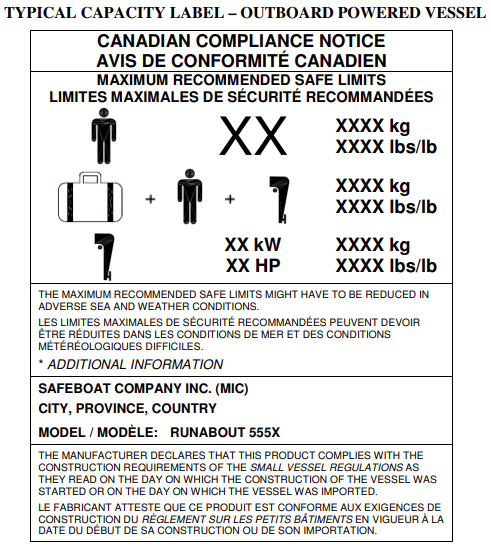 TYPICAL CAPACITY LABEL – OUTBOARD POWERED VESSEL
CANADIAN COMPLIANCE NOTICE
AVIS DE CONFORMITÉ CANADIEN
MAXIMUM RECOMMENDED SAFE LIMITS
LIMITES MAXIMALES DE SÉCURITÉ RECOMMANDÉES
XX XXXX kg
XXXX lbs/lb
+ + XXXX kg
XXXX lbs/lb
XX kW XXXX kg
XX HP XXXX lbs/lb
THE MAXIMUM RECOMMENDED SAFE LIMITS MIGHT HAVE TO BE REDUCED IN
ADVERSE SEA AND WEATHER CONDITIONS.
LES LIMITES MAXIMALES DE SÉCURITÉ RECOMMANDÉES PEUVENT DEVOIR
ÊTRE RÉDUITES DANS LES CONDITIONS DE MER ET DES CONDITIONS
MÉTÉRÉOLOGIQUES DIFFICILES.
* ADDITIONAL INFORMATION
SAFEBOAT COMPANY INC. (MIC)
CITY, PROVINCE, COUNTRY
MODEL / MODÈLE: RUNABOUT 555X
THE MANUFACTURER DECLARES THAT THIS PRODUCT COMPLIES WITH THE
CONSTRUCTION REQUIREMENTS OF THE SMALL VESSEL REGULATIONS AS
THEY READ ON THE DAY ON WHICH THE CONSTRUCTION OF THE VESSEL WAS
STARTED OR ON THE DAY ON WHICH THE VESSEL WAS IMPORTED.
LE FABRICANT ATTESTE QUE CE PRODUIT EST CONFORME AUX EXIGENCES DE
CONSTRUCTION DU RÈGLEMENT SUR LES PETITS BÂTIMENTS EN VIGUEUR À LA
DATE DU DÉBUT DE SA CONSTRUCTION OU DE SON IMPORTATION.